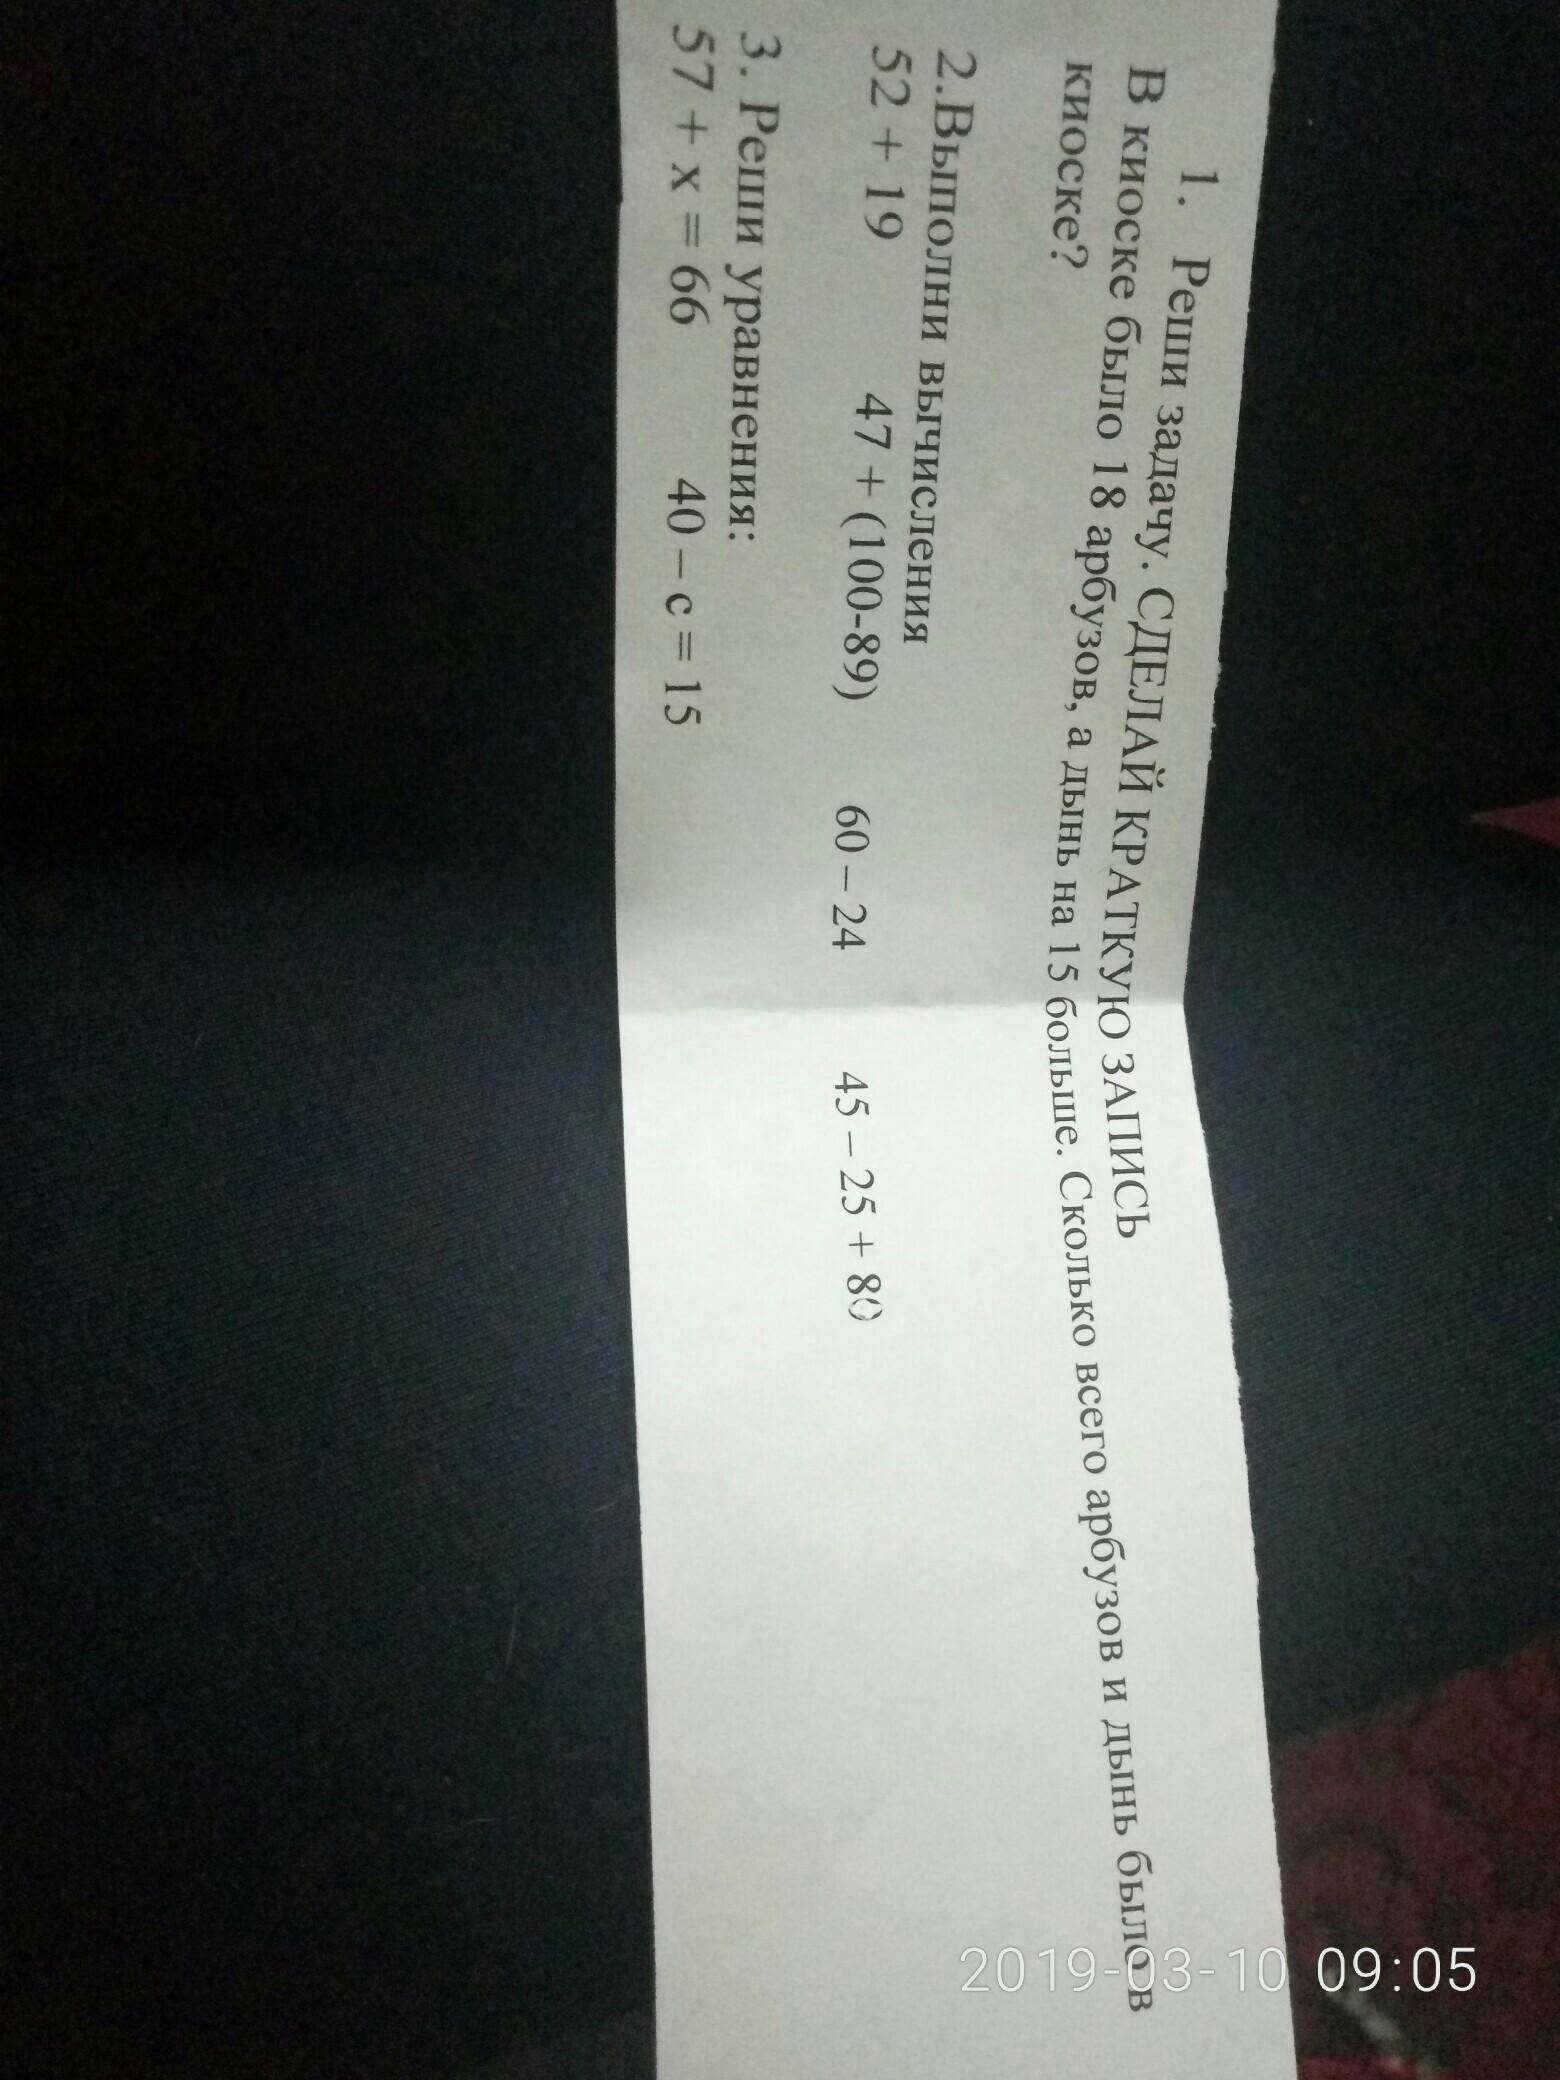 1. Реши задачу. СДЕЛАЙ КРАТКУЮ ЗАПИСЬ
В киоске было 18 арбузов, а дынь на 15 больше. Сколько всего арбузов и дынь было в
киоске?
2.Выполни вычисления
52 + 19 47 + (100-89) 60 – 24 45 – 25 + 80
3. Реши уравнения:
57 + х = 66 40 – с = 15
2019-03-10 09:05